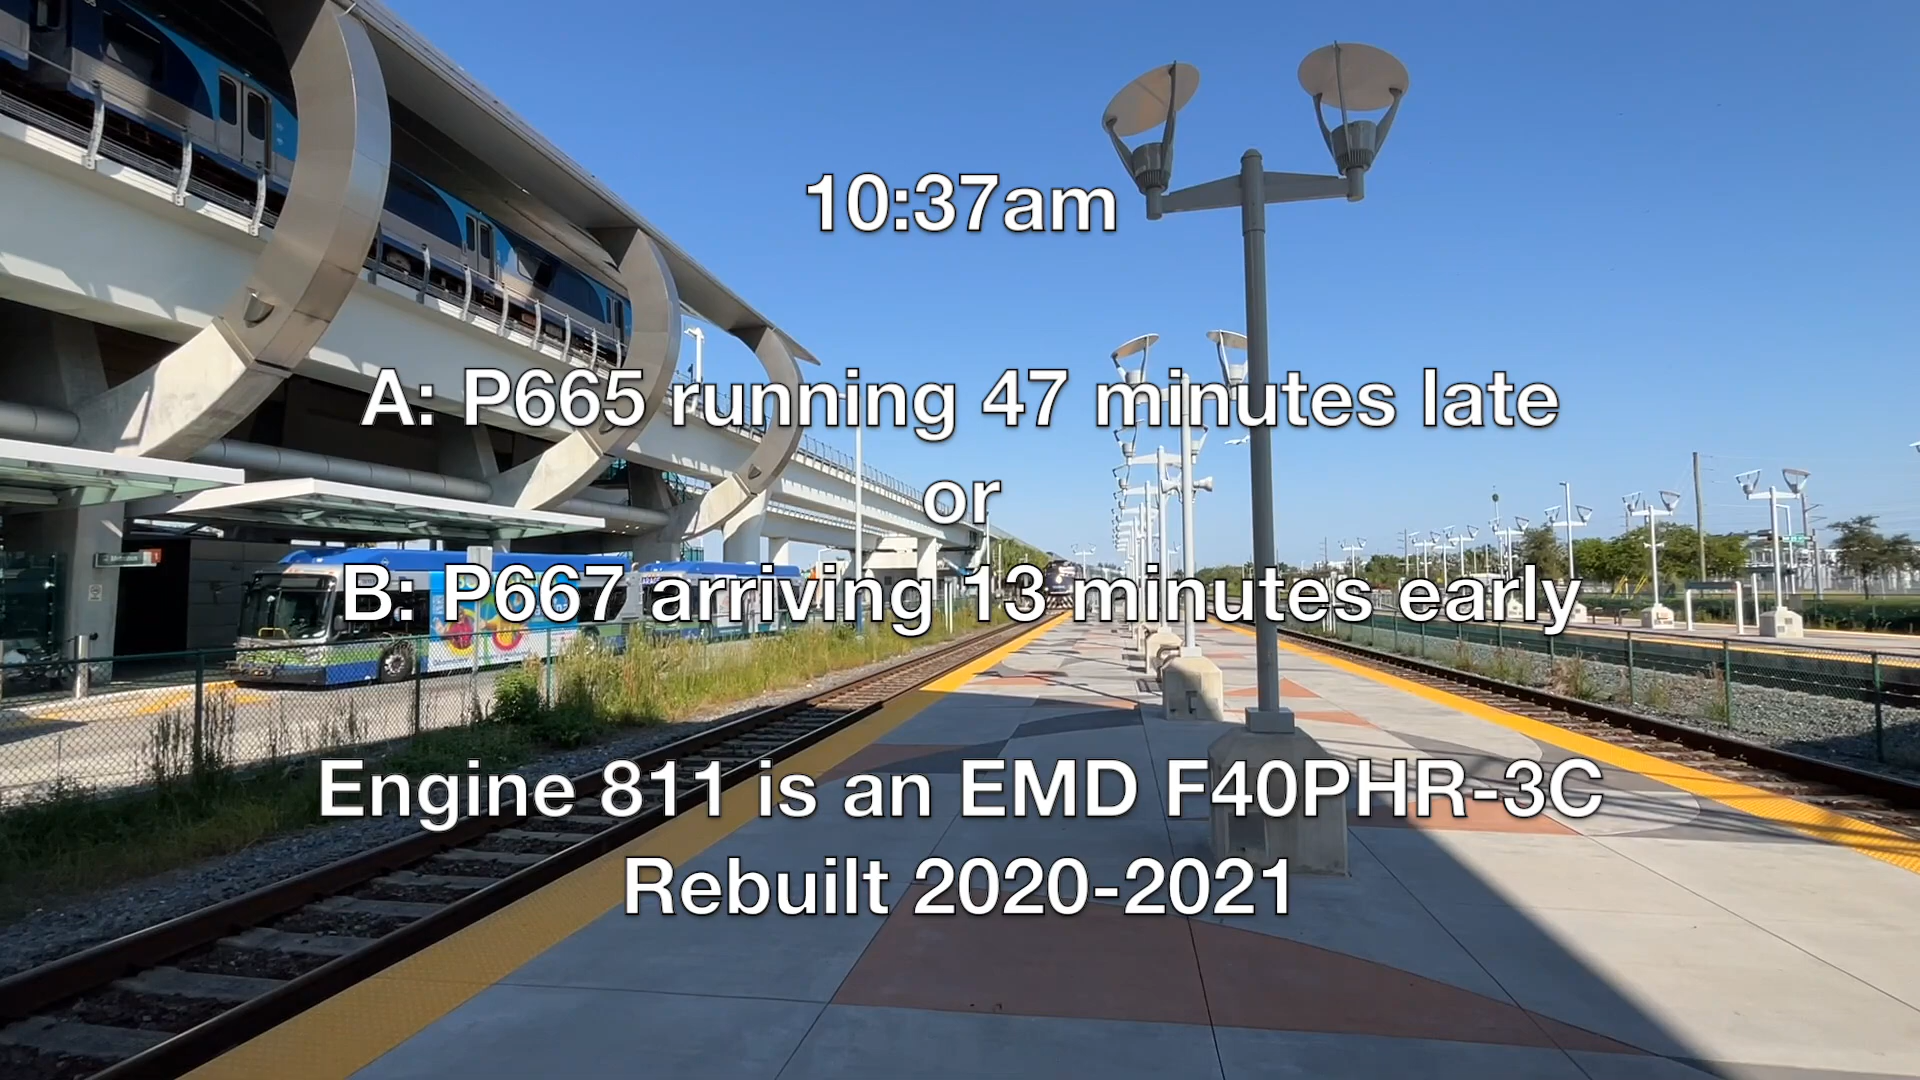 10:37am
A: P665 running 47 minutes late
or
B: P667 arriving 13 minutes early
Engine 811 is an EMD F40PHR-3C
Rebuilt 2020-2021